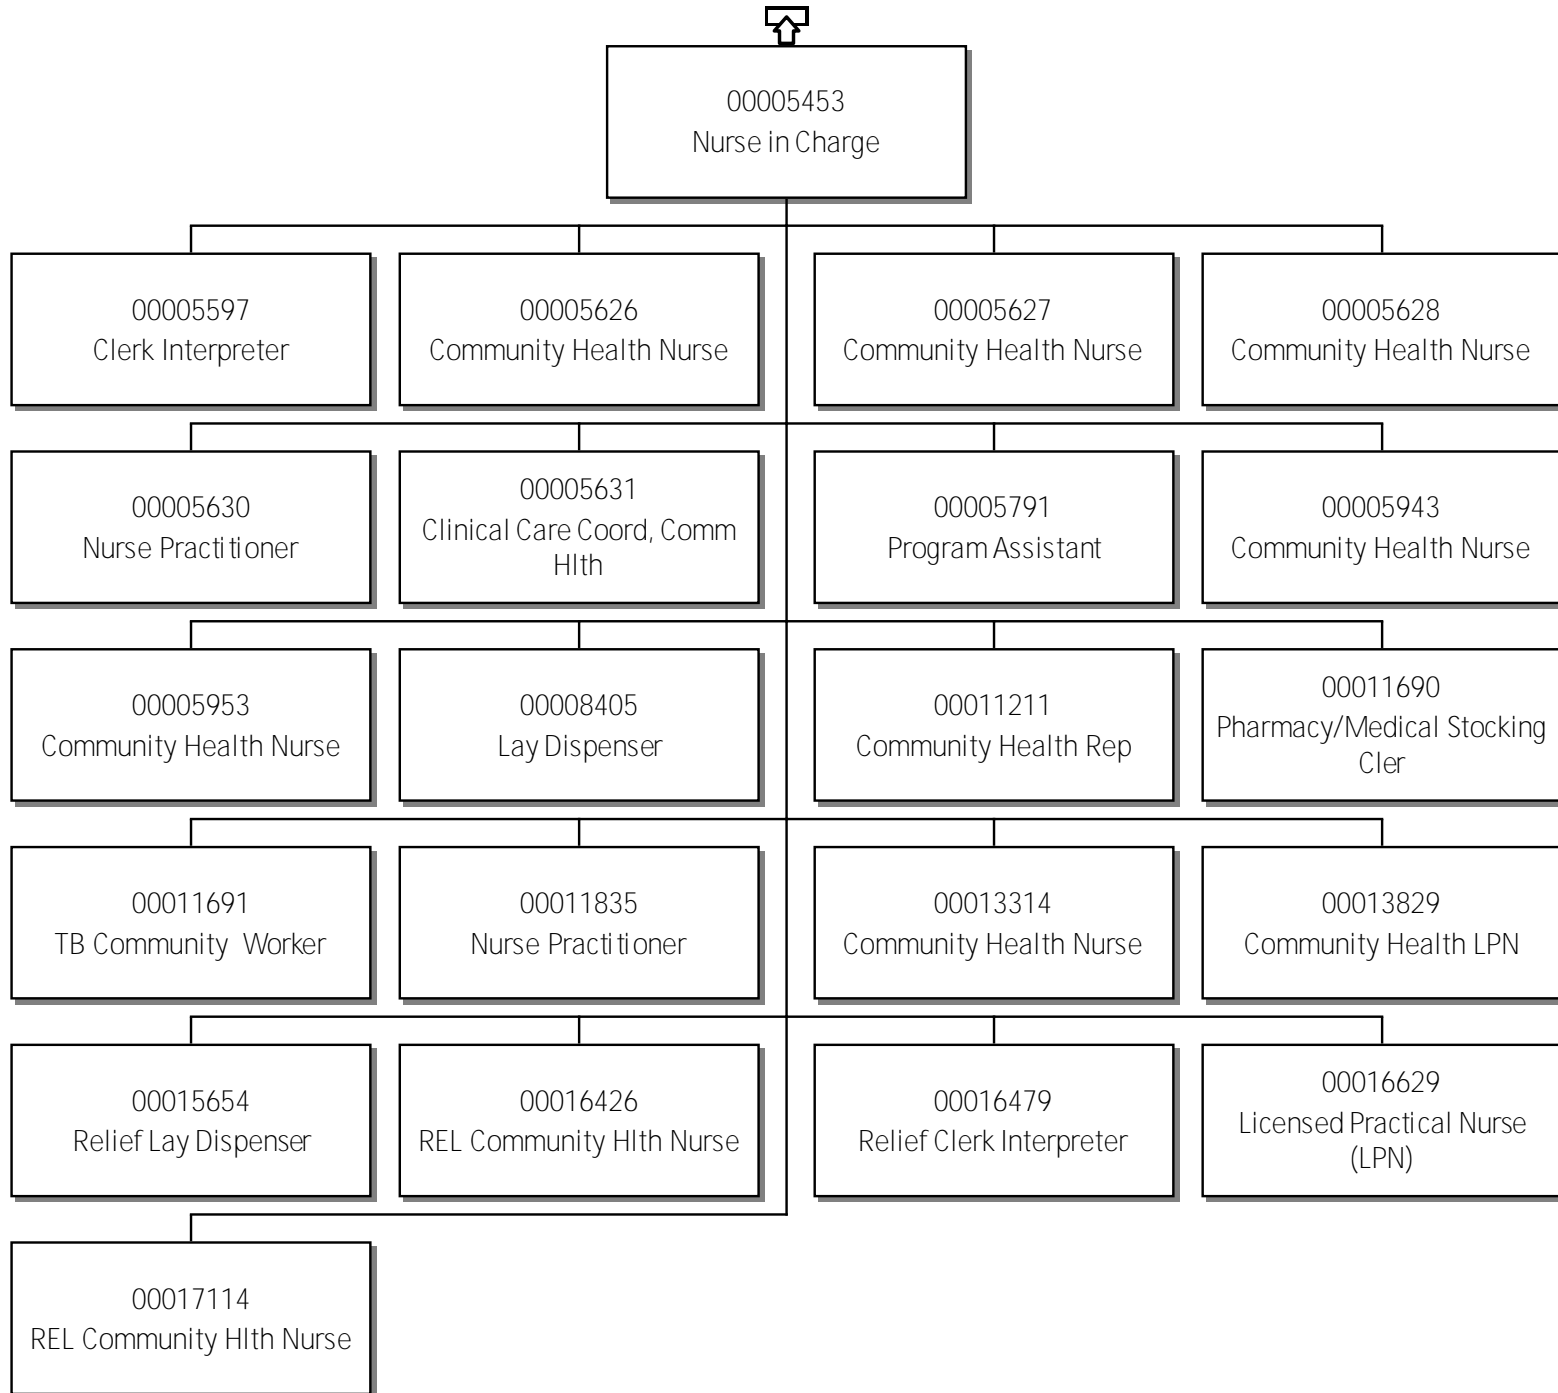 00005453
Nurse in Charge
00005597
Clerk Interpreter
00005626
Community Health Nurse
00005627
Community Health Nurse
00005628
Community Health Nurse
00005630
Nurse Practitioner
00005631
Clinical Care Coord, Comm
Hlth
00005791
Program Assistant
00005943
Community Health Nurse
00005953
Community Health Nurse
00008405
Lay Dispenser
00011211
Community Health Rep
00011690
Pharmacy/Medical Stocking
Cler
00011691
TB Community Worker
00011835
Nurse Practitioner
00013314
Community Health Nurse
00013829
Community Health LPN
00015654
Relief Lay Dispenser
00016426
REL Community Hlth Nurse
00016479
Relief Clerk Interpreter
00016629
Licensed Practical Nurse
(LPN)
00017114
REL Community Hlth Nurse